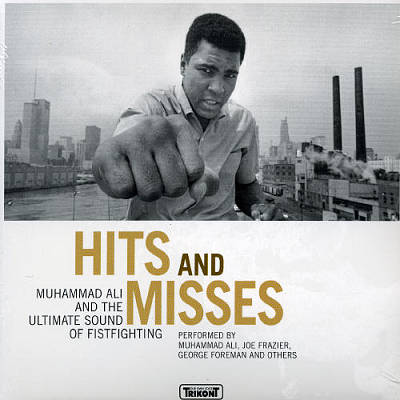 HITS AND
MISSES
MUHAMMAD ALI
AND THE
ULTIMATE SOUND
OF FISTFIGHTING
PERFORMED BY
MUHAMMAD ALI, JOE FRAZIER,
GEORGE FOREMAN AND OTHERS
TRIKONT